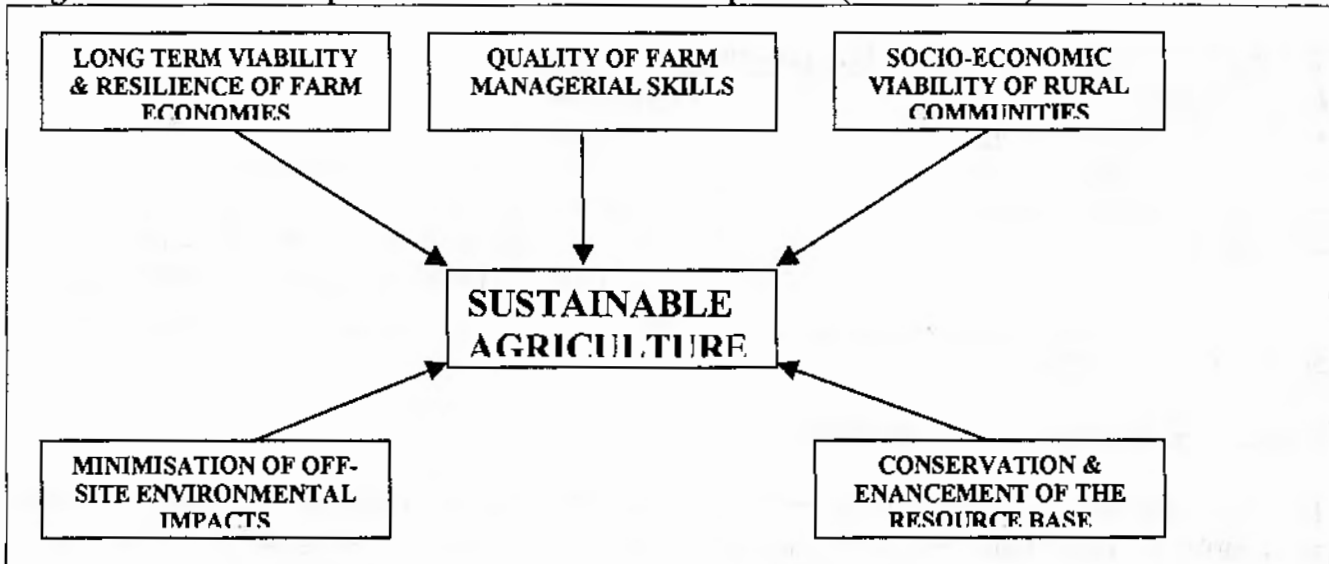 LONG TERM VIABILITY
& RESILIENCE OF FARM
ECONOMIES
QUALITY OF FARM
MANAGERIAL SKILLS
SOCIO-ECONOMIC
VIABILITY OF RURAL
COMMUNITIES
SUSTAINABLE
AGRICULTURE
MINIMISATION OF OFF-
SITE ENVIRONMENTAL
IMPACTS
CONSERVATION &
ENANCEMENT OF THE
RESOURCE BASE